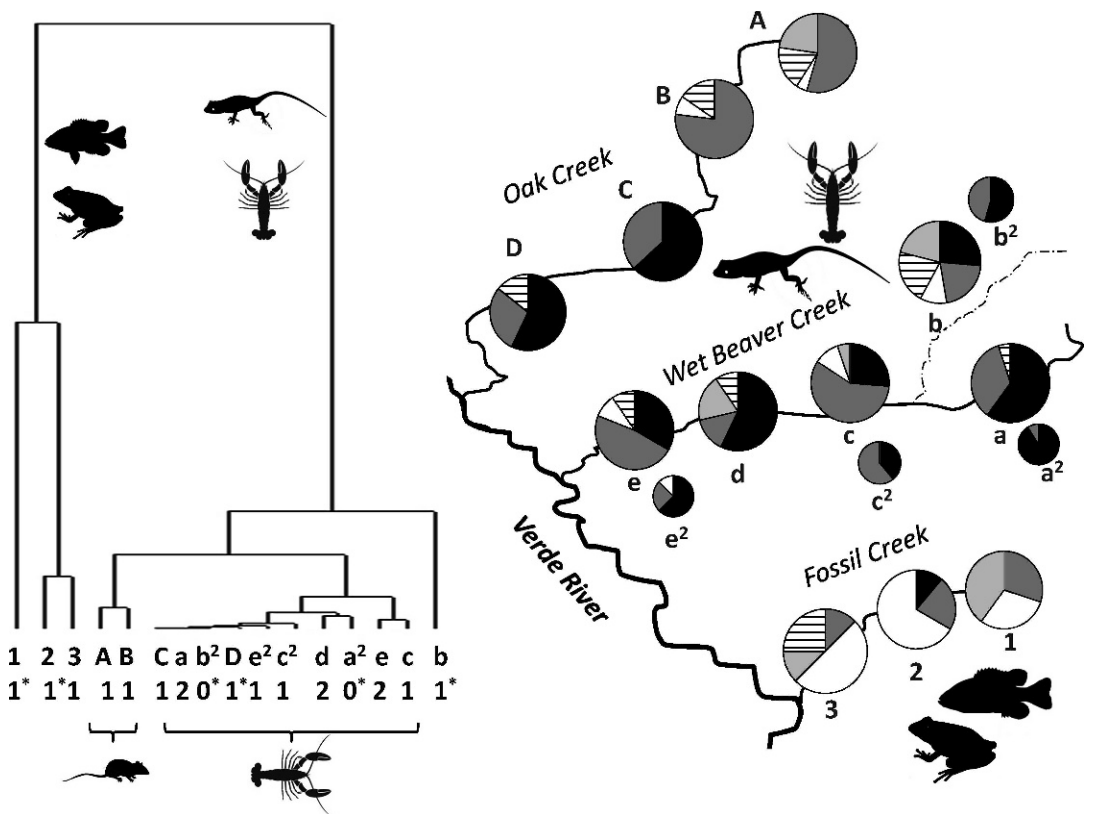 1 2 3 A B C a b² D e² c² d a² e c b
1* 1* 1 1 1 1 2 0* 1* 1 1 2 0* 2 1 1*
A
B
Oak Creek
C
D
b²
b
Wet Beaver Creek
a
a²
c
c²
d
e
e²
Verde River
Fossil Creek
1
2
3